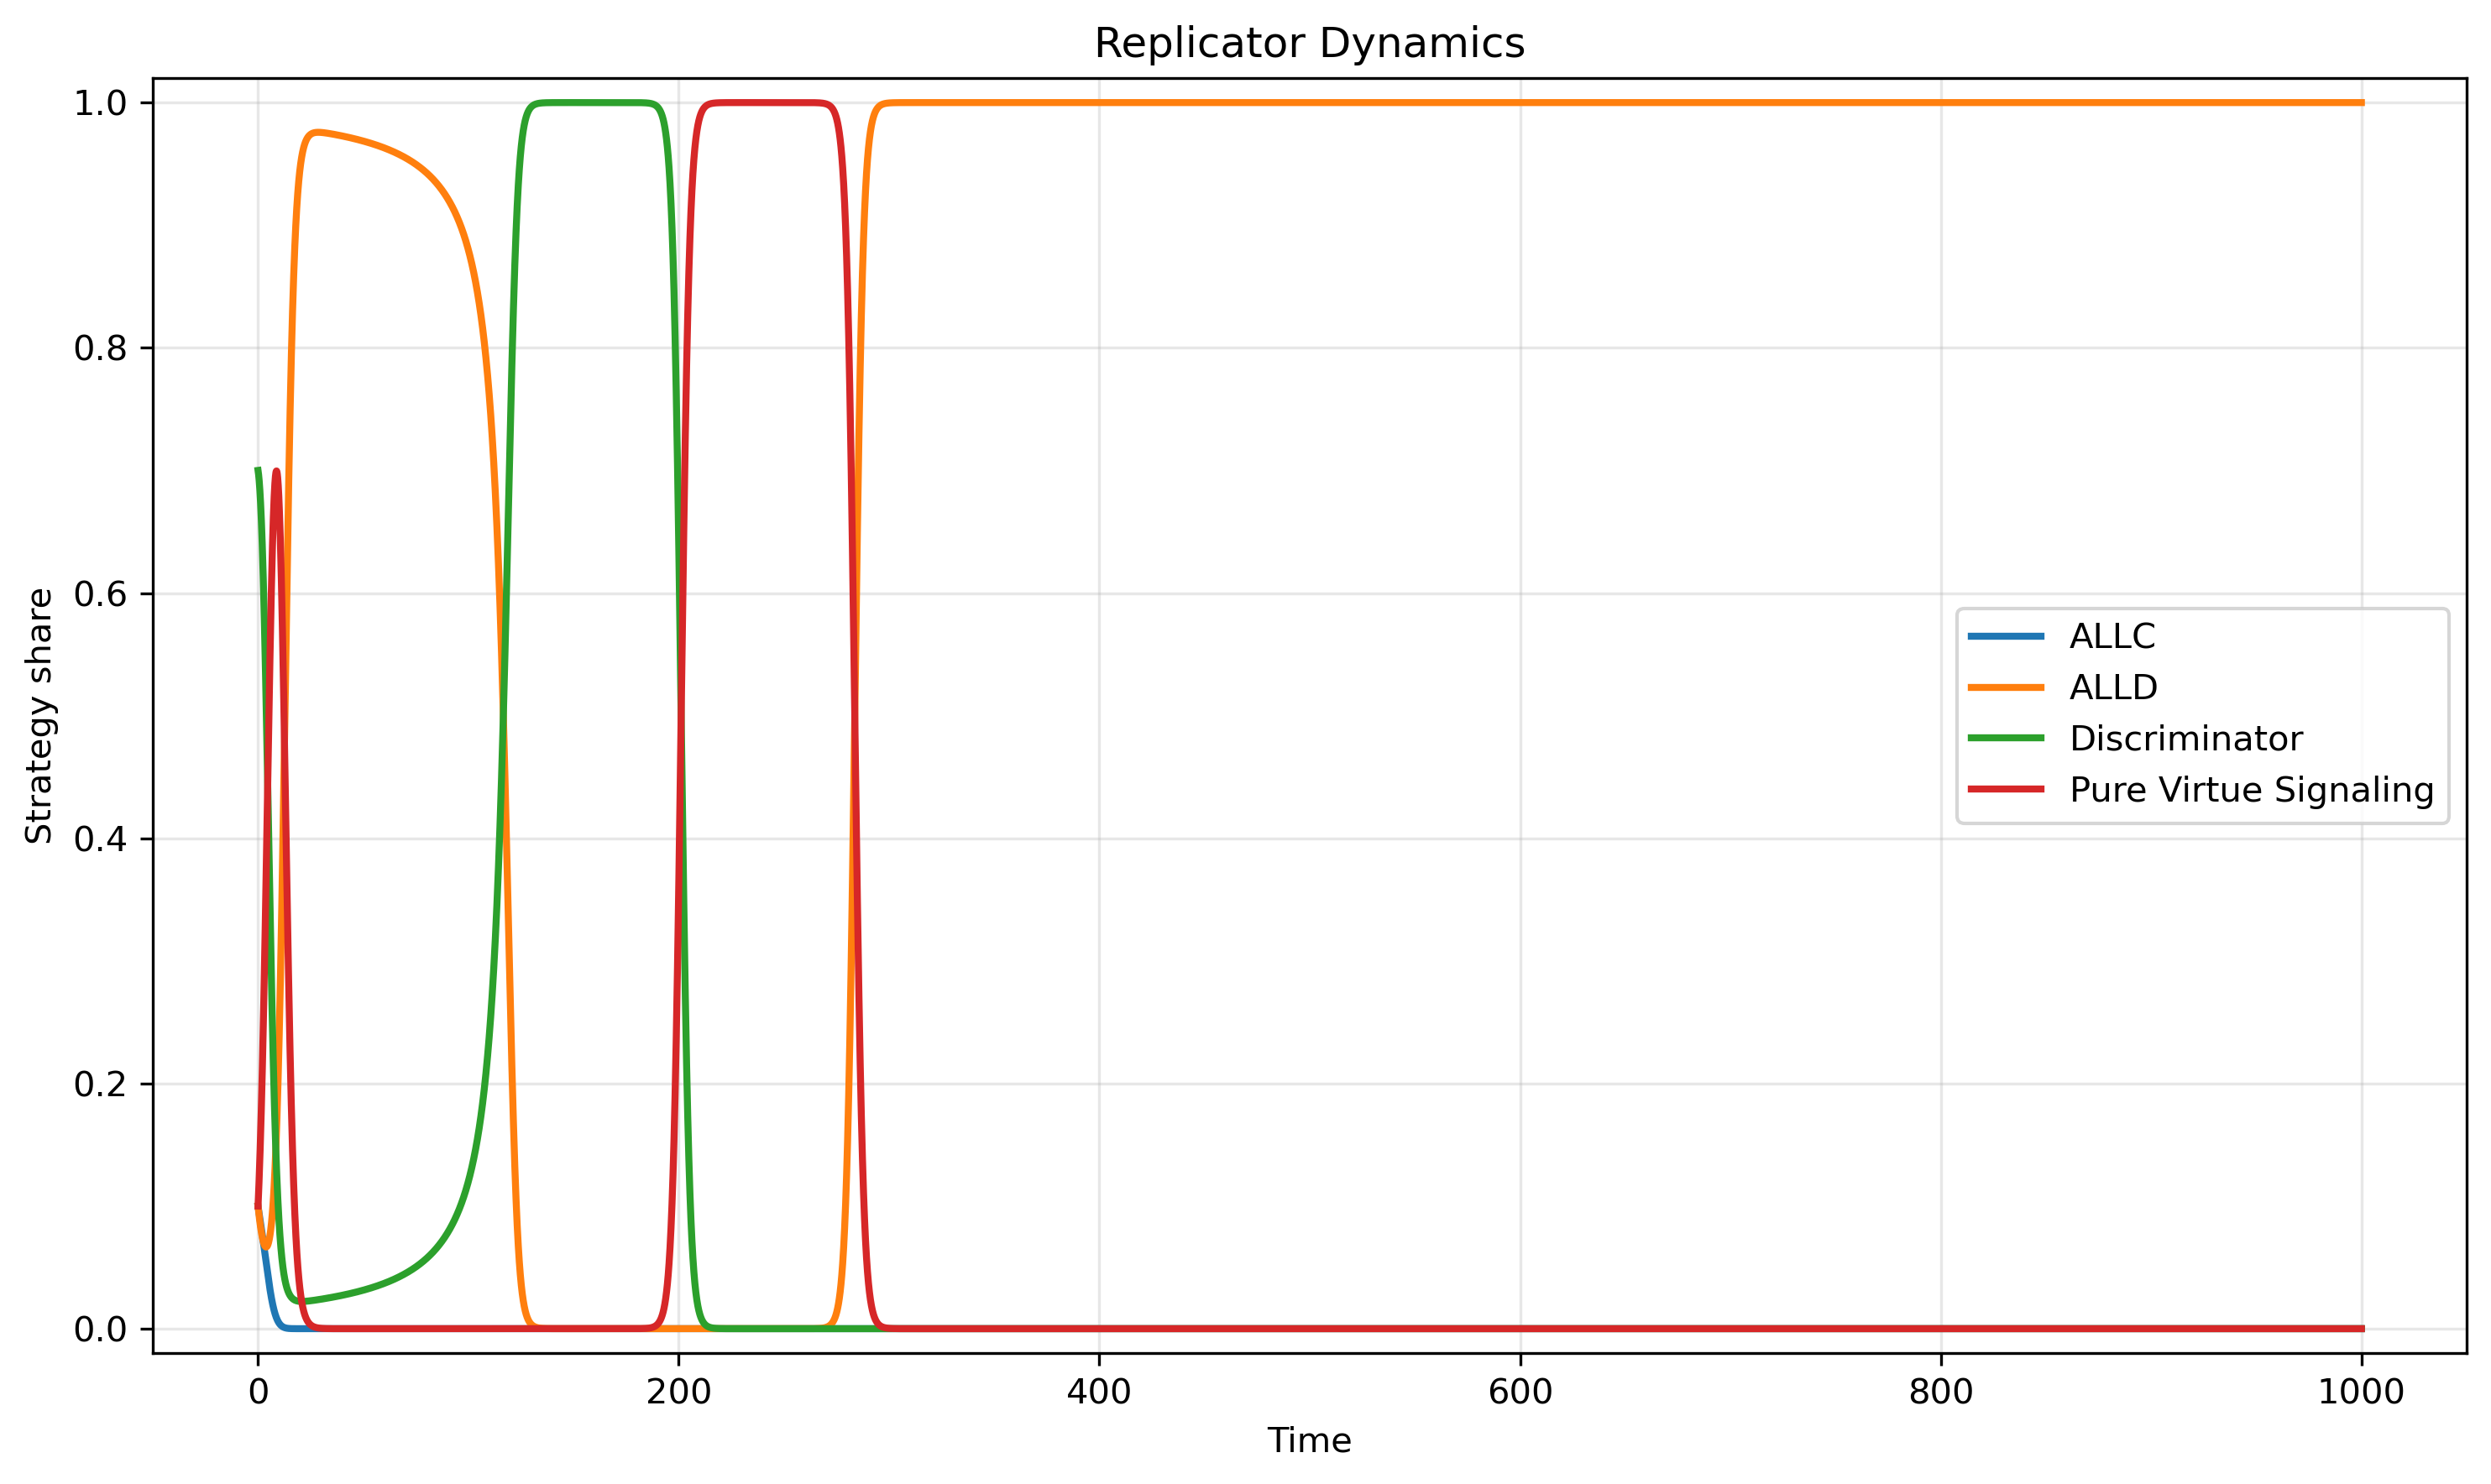 Replicator Dynamics
1.0
0.8
0.6
0.4
0.2
0.0
Strategy share
ALLC
ALLD
Discriminator
Pure Virtue Signaling
0
200
400
600
800
1000
Time